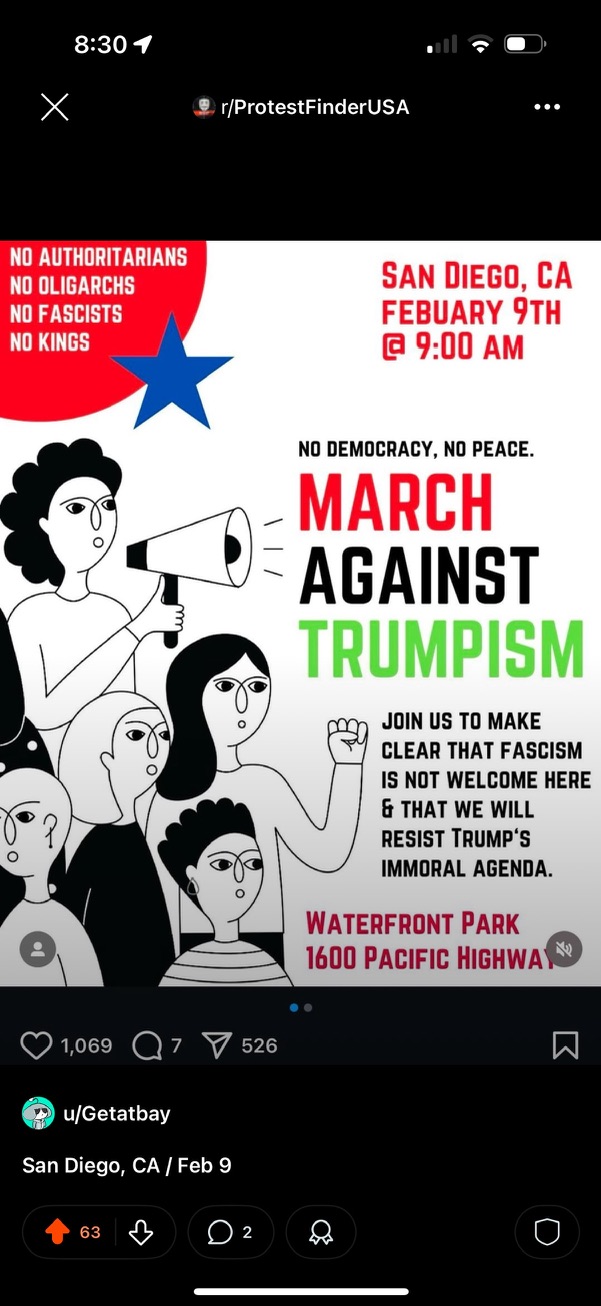 8:30
r/ProtestFinderUSA
NO AUTHORITARIANS
NO OLIGARCHS
NO FASCISTS
NO KINGS
SAN DIEGO, CA
FEBUARY 9TH
@ 9:00 AM
NO DEMOCRACY, NO PEACE.
MARCH
AGAINST
TRUMPISM
JOIN US TO MAKE
CLEAR THAT FASCISM
IS NOT WELCOME HERE
& THAT WE WILL
RESIST TRUMP'S
IMMORAL AGENDA.
WATERFRONT PARK
1600 PACIFIC HIGHWAY
1,069 7 526
u/Getatbay
San Diego, CA / Feb 9
63 2